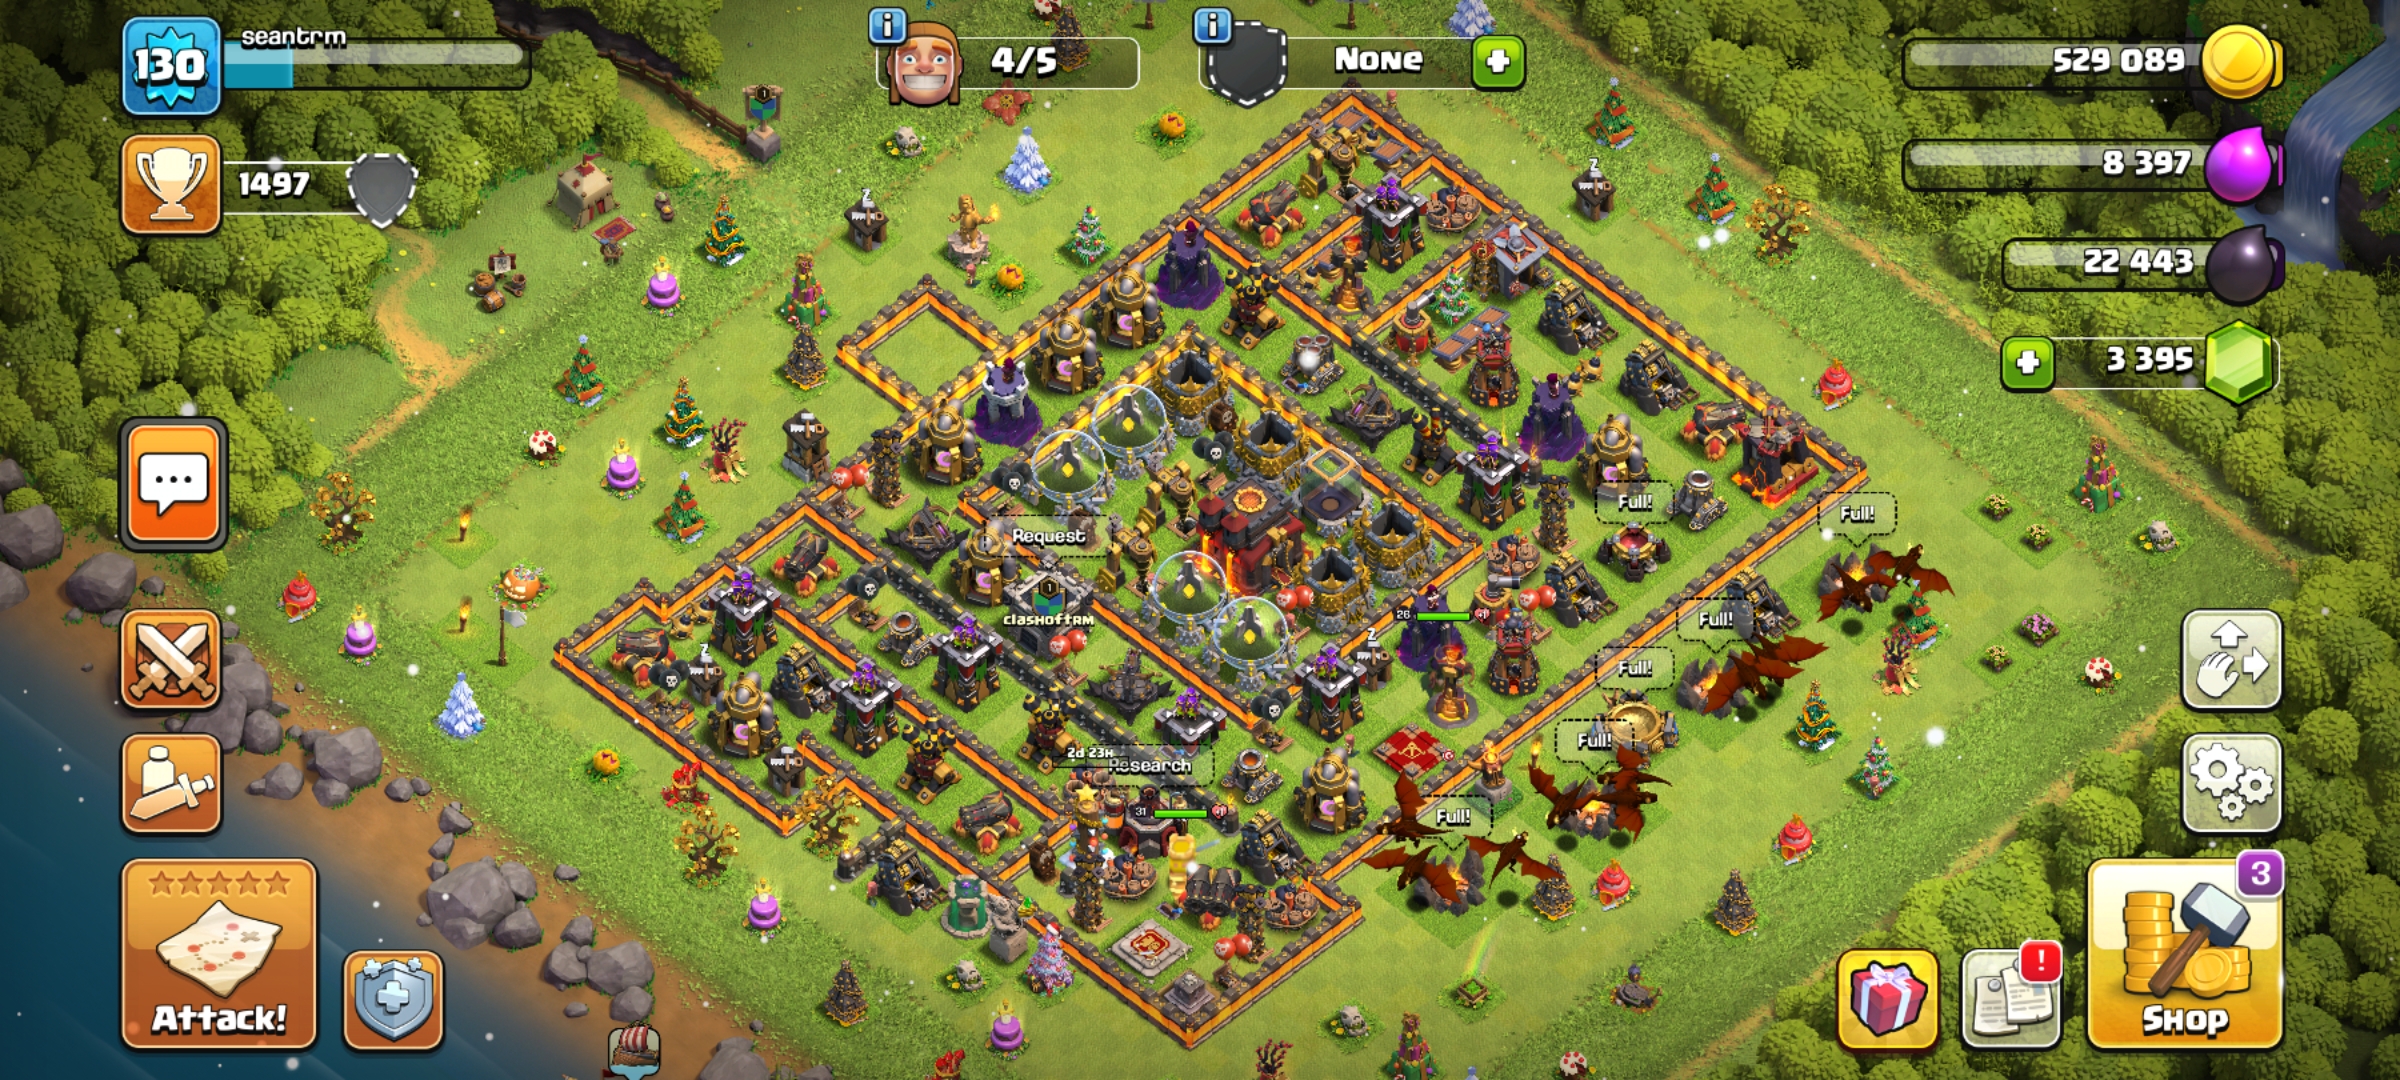 130
seantrm
4/5
None
529 089
1497
8 397
22 443
3 395
Z
Z
Full!
Full!
Request
1
clashoftrm
26
Full!
Z
Z
Full!
Full!
2d 23h
Research
31
Full!
3
Attack!
Shop